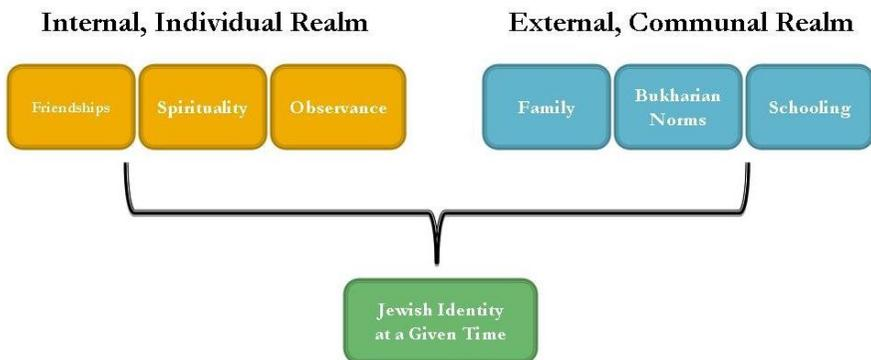 Internal, Individual Realm
External, Communal Realm
Friendships
Spirituality
Observance
Family
Bukharian
Norms
Schooling
Jewish Identity
at a Given Time